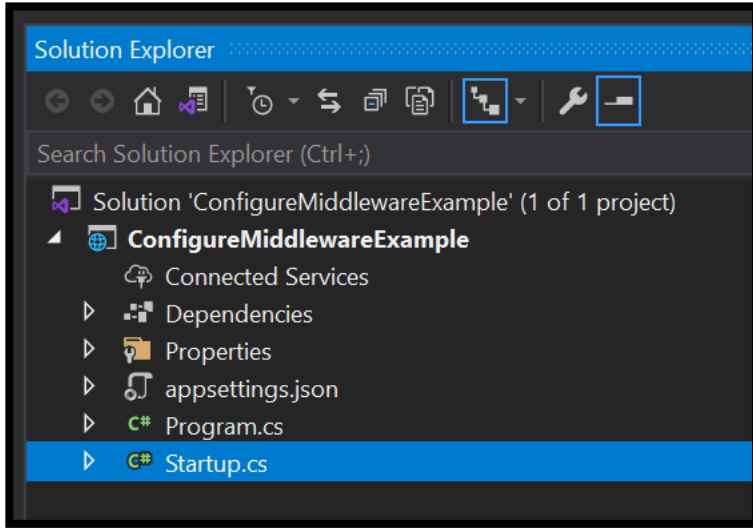 Solution Explorer
Search Solution Explorer (Ctrl+;)
Solution 'ConfigureMiddlewareExample' (1 of 1 project)
ConfigureMiddlewareExample
Connected Services
Dependencies
Properties
appsettings.json
C# Program.cs
C# Startup.cs